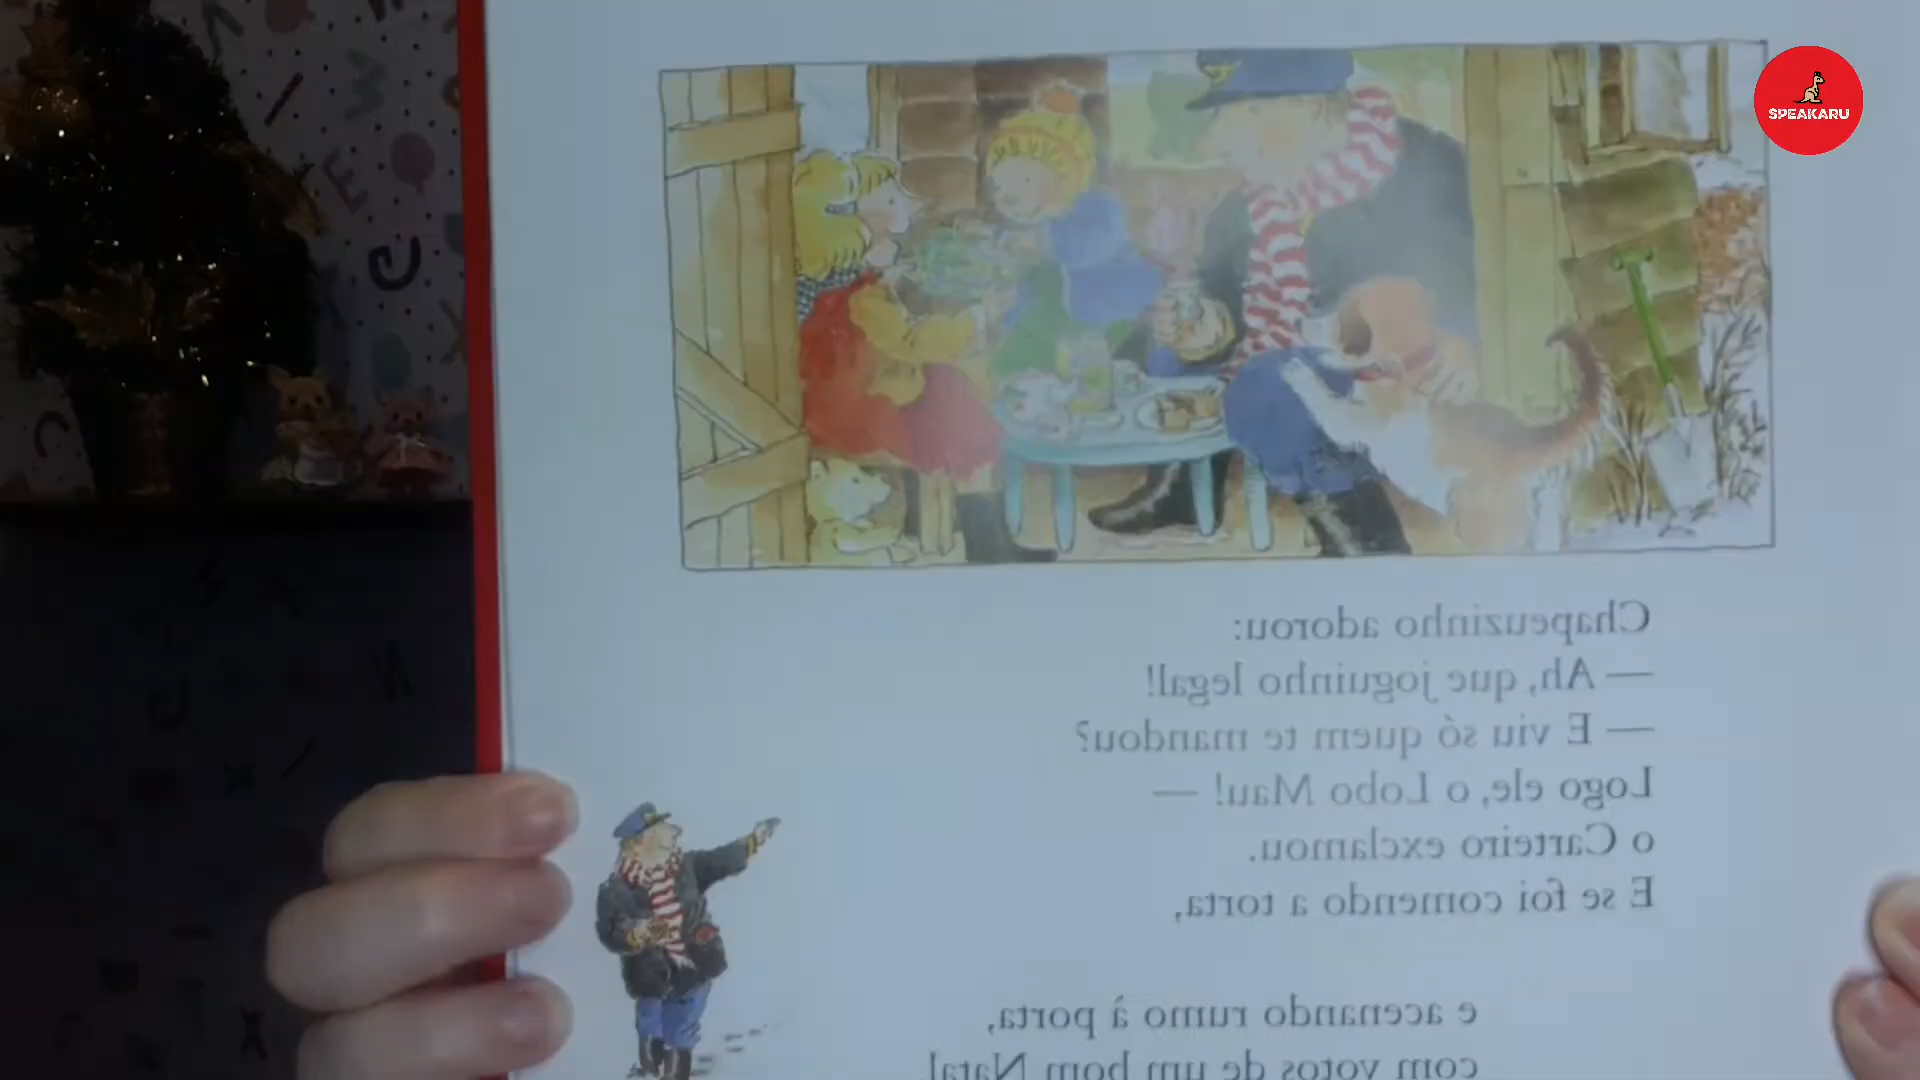 SPEAKARU
Chapeuzinho adorou:
— Ah, que joguinho legal!
— E viu só quem te mandou?
Logo ele, o Lobo Mau! —
o Carteiro exclamou.
E se foi comendo a torta,
e acenando rumo à porta,
com votos de um bom Natal